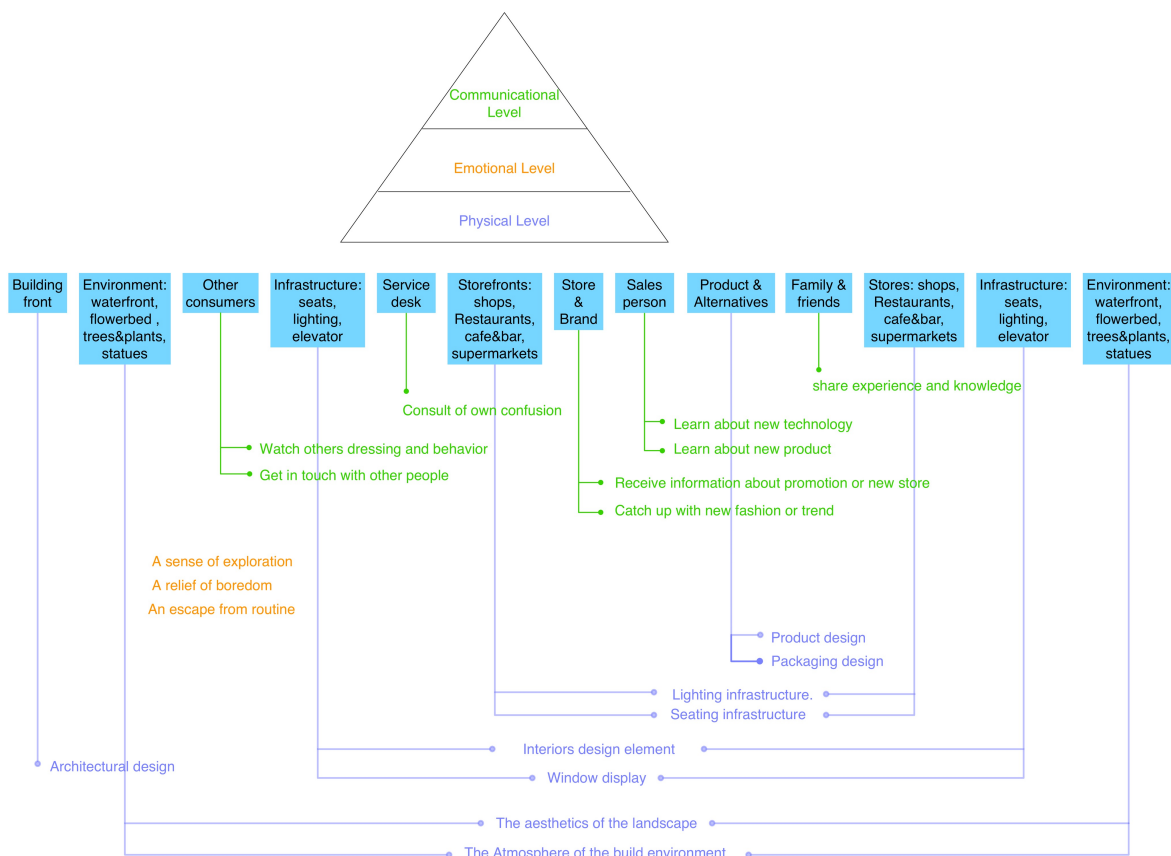 Communicational
Level
Emotional Level
Physical Level
Building
front
Environment:
waterfront,
flowerbed ,
trees&plants,
statues
Other
consumers
Infrastructure:
seats,
lighting,
elevator
Service
desk
Storefronts:
shops,
Restaurants,
cafe&bar,
supermarkets
Store
&
Brand
Sales
person
Product &
Alternatives
Family &
friends
Stores: shops,
Restaurants,
cafe&bar,
supermarkets
Infrastructure:
seats,
lighting,
elevator
Environment:
waterfront,
flowerbed,
trees&plants,
statues
share experience and knowledge
Consult of own confusion
Learn about new technology
Watch others dressing and behavior
Learn about new product
Get in touch with other people
Receive information about promotion or new store
Catch up with new fashion or trend
A sense of exploration
A relief of boredom
An escape from routine
Product design
Packaging design
Lighting infrastructure.
Seating infrastructure
Interiors design element
Architectural design
Window display
The aesthetics of the landscape
The Atmosphere of the build environment